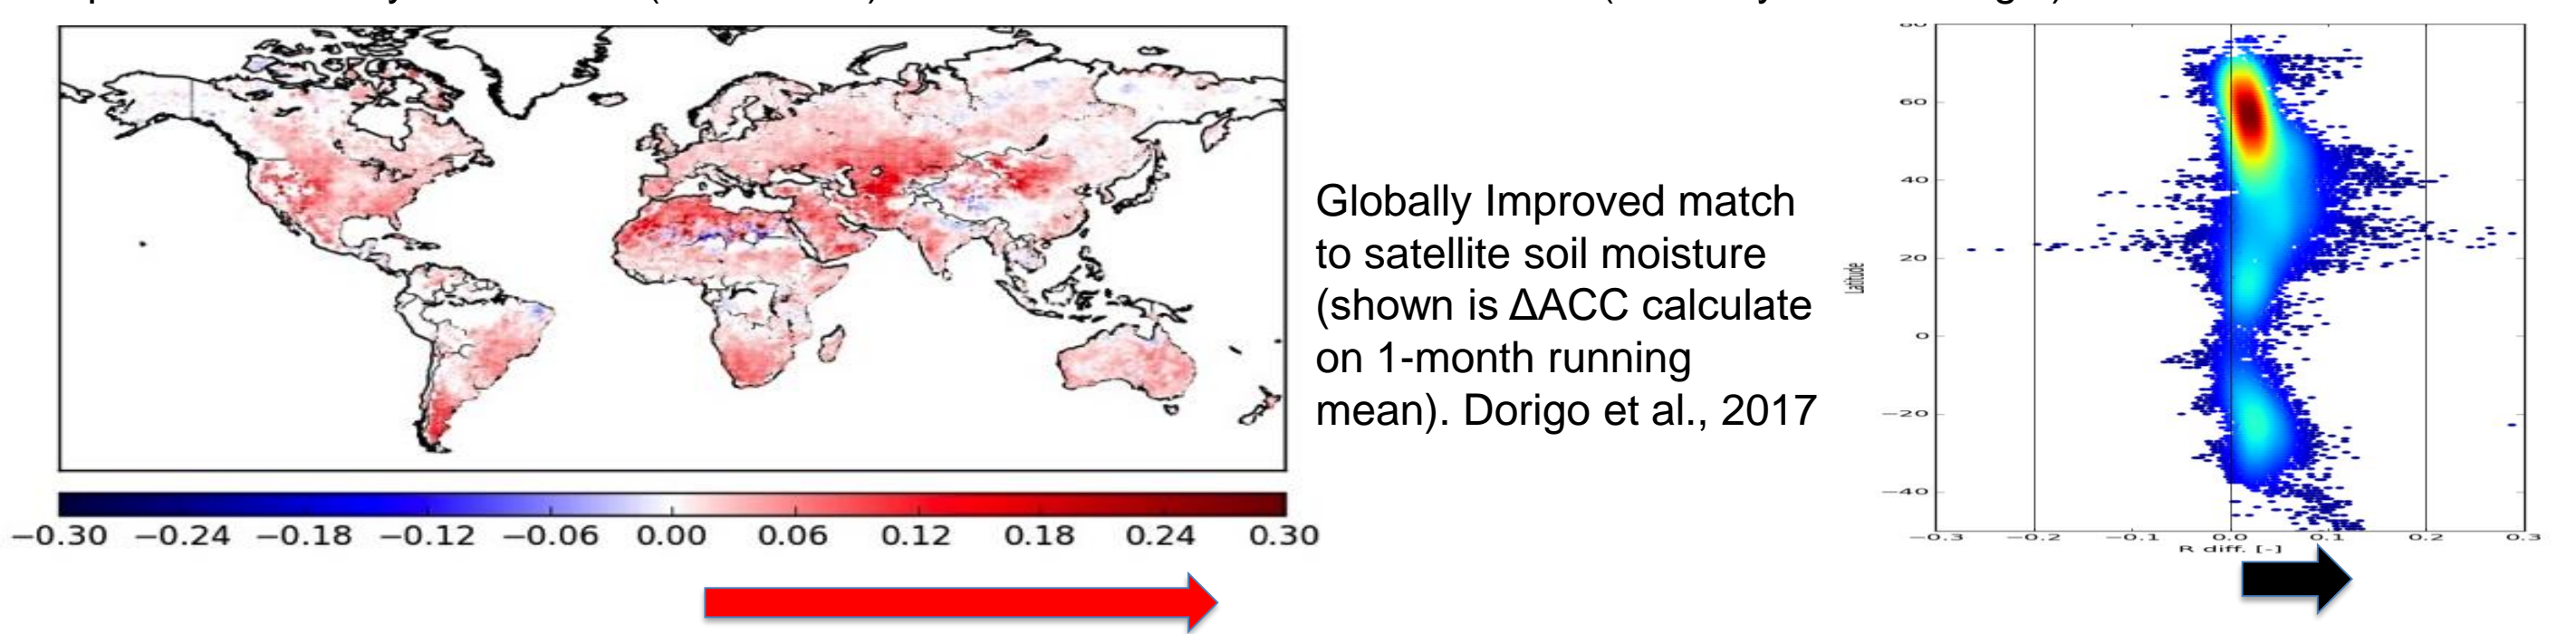 −0.30 −0.24 −0.18 −0.12 −0.06 0.00 0.06 0.12 0.18 0.24 0.30
Globally Improved match
to satellite soil moisture
(shown is ΔACC calculate
on 1-month running
mean). Dorigo et al., 2017
60
40
20
0
−20
−40
Latitude
−0.3 −0.2 −0.1 0.0 0.1 0.2 0.3
R diff. [-]